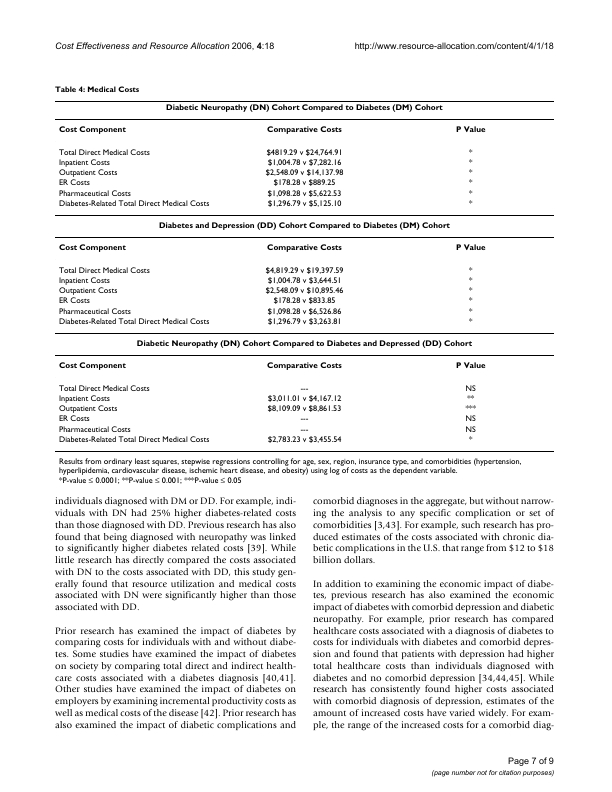 Cost Effectiveness and Resource Allocation 2006, 4:18 http://www.resource-allocation.com/content/4/1/18
Table 4: Medical Costs
Diabetic Neuropathy (DN) Cohort Compared to Diabetes (DM) Cohort
Cost Component Comparative Costs P Value
Total Direct Medical Costs $4819.29 v $24,764.91 *
Inpatient Costs $1,004.78 v $7,282.16 *
Outpatient Costs $2,548.09 v $14,137.98 *
ER Costs $178.28 v $889.25 *
Pharmaceutical Costs $1,098.28 v $5,622.53 *
Diabetes-Related Total Direct Medical Costs $1,296.79 v $5,125.10 *
Diabetes and Depression (DD) Cohort Compared to Diabetes (DM) Cohort
Cost Component Comparative Costs P Value
Total Direct Medical Costs $4,819.29 v $19,397.59 *
Inpatient Costs $1,004.78 v $3,644.51 *
Outpatient Costs $2,548.09 v $10,895.46 *
ER Costs $178.28 v $833.85 *
Pharmaceutical Costs $1,098.28 v $6,526.86 *
Diabetes-Related Total Direct Medical Costs $1,296.79 v $3,263.81 *
Diabetic Neuropathy (DN) Cohort Compared to Diabetes and Depressed (DD) Cohort
Cost Component Comparative Costs P Value
Total Direct Medical Costs --- NS
Inpatient Costs $3,011.01 v $4,167.12 **
Outpatient Costs $8,109.09 v $8,861.53 ***
ER Costs --- NS
Pharmaceutical Costs --- NS
Diabetes-Related Total Direct Medical Costs $2,783.23 v $3,455.54 *
Results from ordinary least squares, stepwise regressions controlling for age, sex, region, insurance type, and comorbidities (hypertension,
hyperlipidemia, cardiovascular disease, ischemic heart disease, and obesity) using log of costs as the dependent variable.
*P-value ≤ 0.0001; **P-value ≤ 0.001; ***P-value ≤ 0.05
individuals diagnosed with DM or DD. For example, indi-
viduals with DN had 25% higher diabetes-related costs
than those diagnosed with DD. Previous research has also
found that being diagnosed with neuropathy was linked
to significantly higher diabetes related costs [39]. While
little research has directly compared the costs associated
with DN to the costs associated with DD, this study gen-
erally found that resource utilization and medical costs
associated with DN were significantly higher than those
associated with DD.
Prior research has examined the impact of diabetes by
comparing costs for individuals with and without diabe-
tes. Some studies have examined the impact of diabetes
on society by comparing total direct and indirect health-
care costs associated with a diabetes diagnosis [40,41].
Other studies have examined the impact of diabetes on
employers by examining incremental productivity costs as
well as medical costs of the disease [42]. Prior research has
also examined the impact of diabetic complications and
comorbid diagnoses in the aggregate, but without narrow-
ing the analysis to any specific complication or set of
comorbidities [3,43]. For example, such research has pro-
duced estimates of the costs associated with chronic dia-
betic complications in the U.S. that range from $12 to $18
billion dollars.
In addition to examining the economic impact of diabe-
tes, previous research has also examined the economic
impact of diabetes with comorbid depression and diabetic
neuropathy. For example, prior research has compared
healthcare costs associated with a diagnosis of diabetes to
costs for individuals with diabetes and comorbid depres-
sion and found that patients with depression had higher
total healthcare costs than individuals diagnosed with
diabetes and no comorbid depression [34,44,45]. While
research has consistently found higher costs associated
with comorbid diagnosis of depression, estimates of the
amount of increased costs have varied widely. For exam-
ple, the range of the increased costs for a comorbid diag-
Page 7 of 9
(page number not for citation purposes)